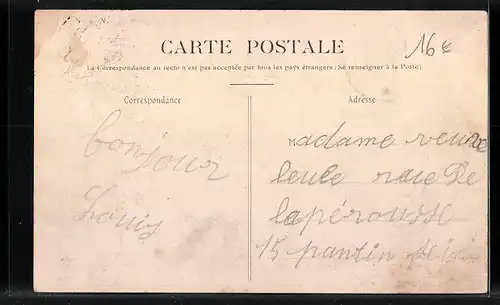 16 €
CARTE POSTALE
La Correspondance au recto n'est pas acceptée par tous les pays étrangers (Se renseigner à la Poste)
Correspondance
Adresse
bonjour
Louis
Madame veuve
rue De
lapérousse
15 pantin seine